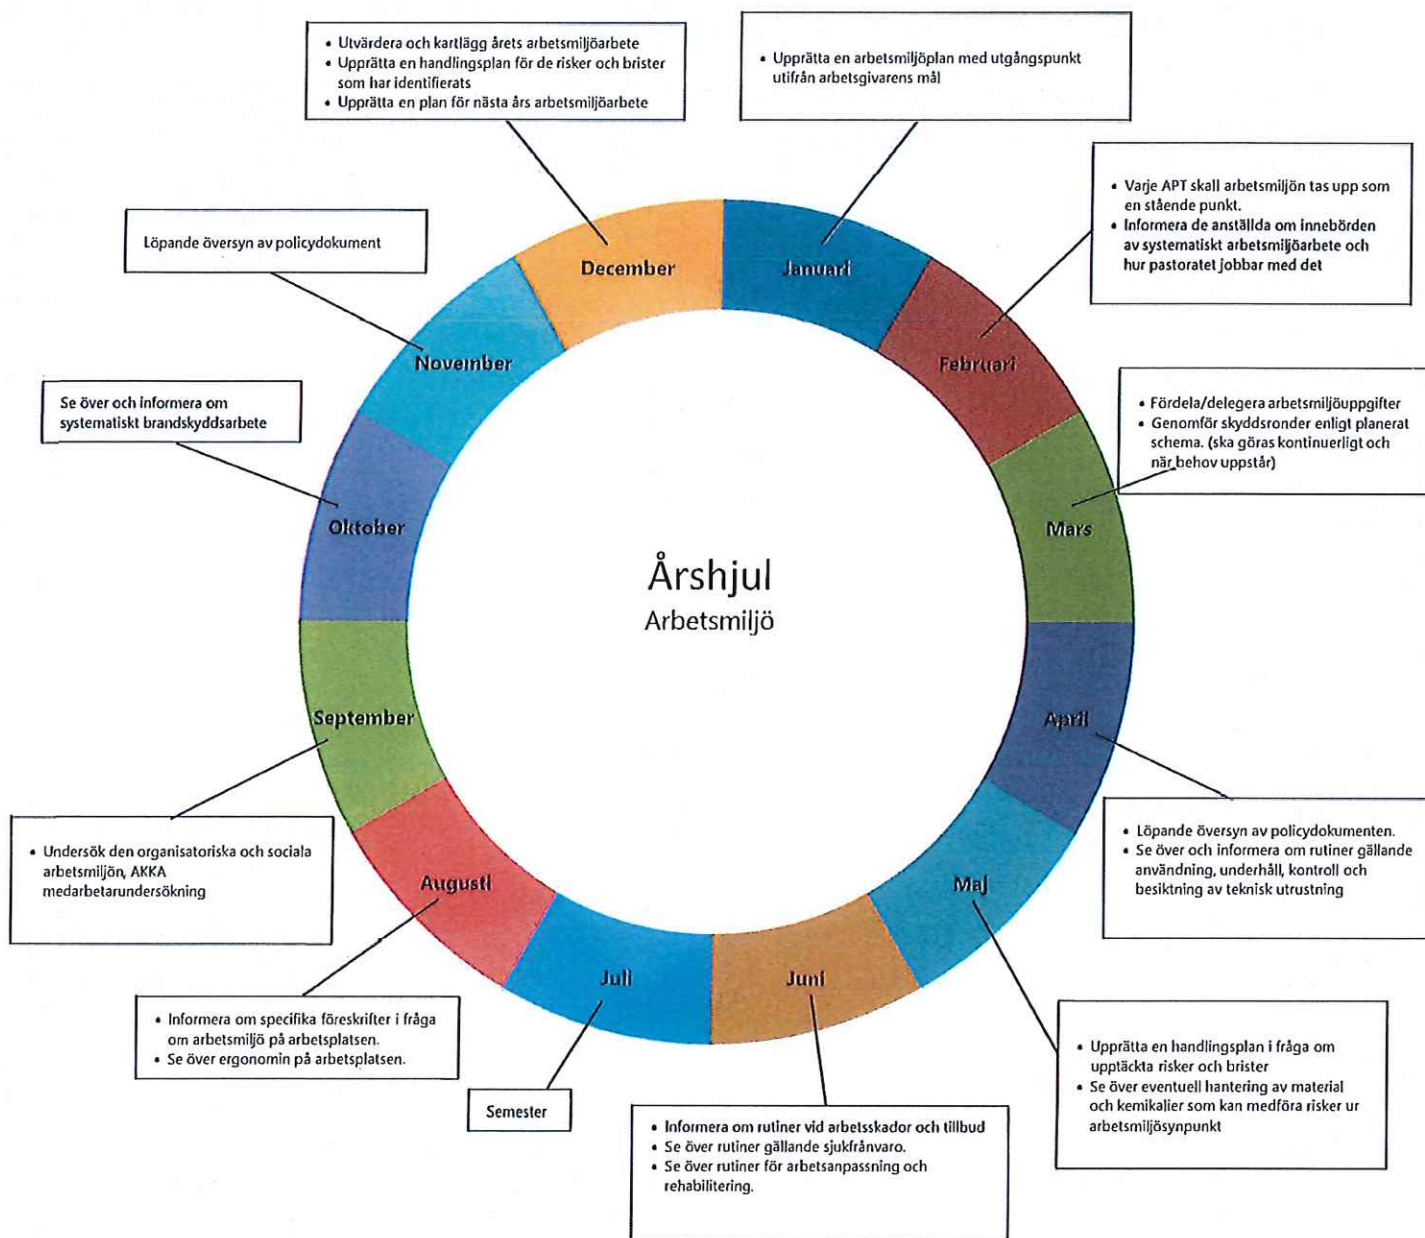 • Utvärdera och kartlägg årets arbetsmiljöarbete
• Upprätta en handlingsplan för de risker och brister
som har identifierats
• Upprätta en plan för nästa års arbetsmiljöarbete
• Upprätta en arbetsmiljöplan med utgångspunkt
utifrån arbetsgivarens mål
• Varje APT skall arbetsmiljön tas upp som
en stående punkt.
• Informera de anställda om innebörden
av systematiskt arbetsmiljöarbete och
hur pastoratet jobbar med det
Löpande översyn av policydokument
December
Januari
November
Februari
Se över och informera om
systematiskt brandskyddsarbete
• Fördela/delegera arbetsmiljöuppgifter
• Genomför skyddsronder enligt planerat
schema. (ska göras kontinuerligt och
när behov uppstår)
Oktober
Mars
Årshjul
Arbetsmiljö
September
April
• Undersök den organisatoriska och sociala
arbetsmiljön, AKKA
medarbetarundersökning
• Löpande översyn av policydokumenten.
• Se över och informera om rutiner gällande
användning, underhåll, kontroll och
besiktning av teknisk utrustning
Augusti
Maj
Juli
Juni
• Informera om specifika föreskrifter i fråga
om arbetsmiljö på arbetsplatsen.
• Se över ergonomin på arbetsplatsen.
Semester
• Informera om rutiner vid arbetsskador och tillbud
• Se över rutiner gällande sjukfrånvaro.
• Se över rutiner för arbetsanpassning och
rehabilitering.
• Upprätta en handlingsplan i fråga om
upptäckta risker och brister
• Se över eventuell hantering av material
och kemikalier som kan medföra risker ur
arbetsmiljösynpunkt